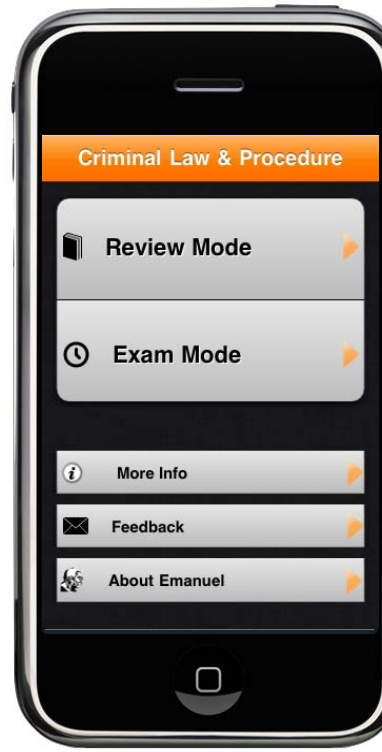 Criminal Law & Procedure
Review Mode
Exam Mode
More Info
Feedback
About Emanuel